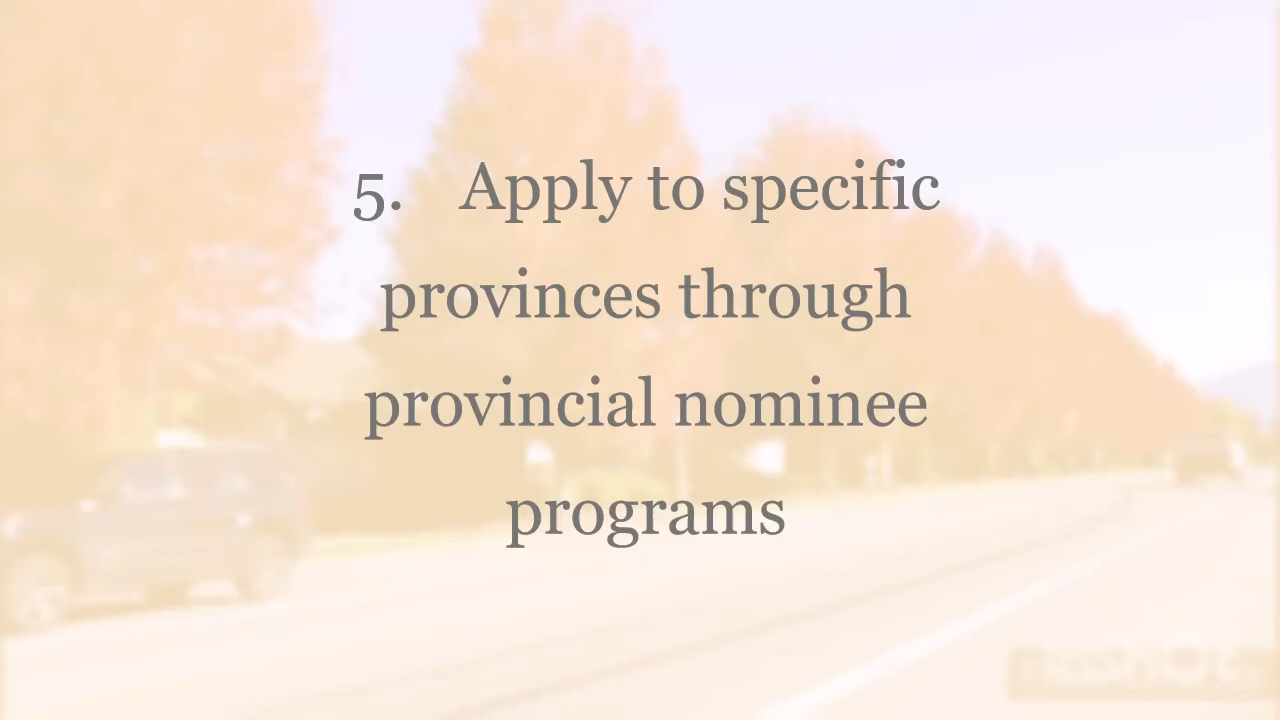 5. Apply to specific
provinces through
provincial nominee
programs